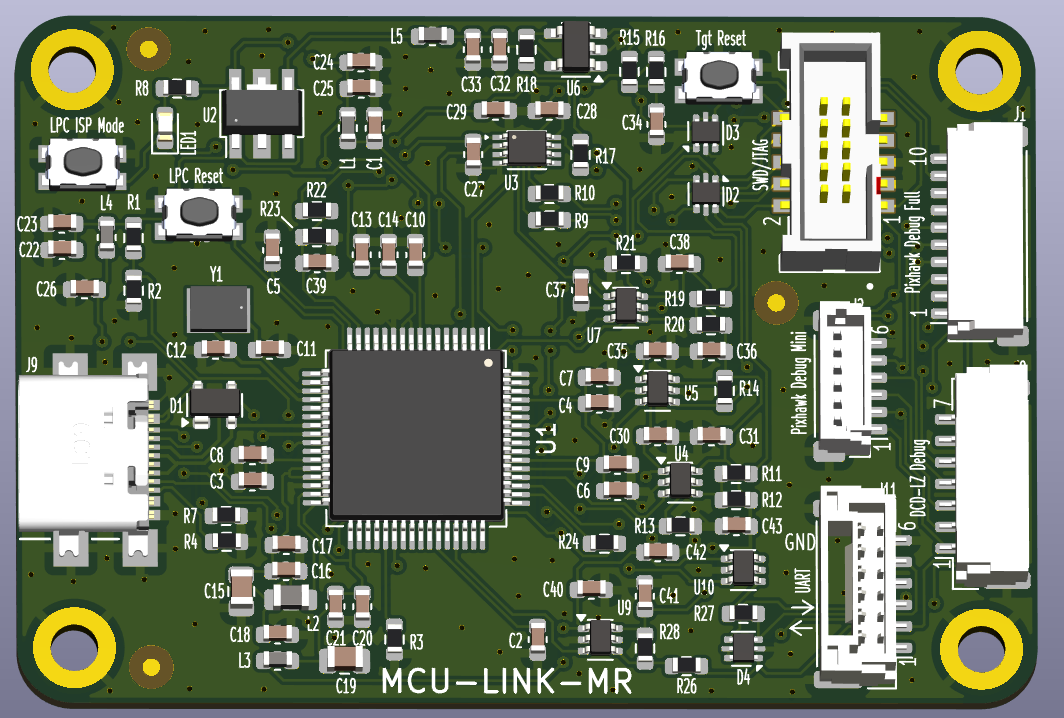 L5
C24
C25
C33
C32
R18
U6
R15
R16
Tgt Reset
R8
U2
C29
C28
C34
D3
J1
LPC ISP Mode
LED1
L1
C1
C27
U3
R17
SWD/JTAG
10
LPC Reset
R22
R10
D2
2
1
Pixhawk Debug Full
C23
L4
R1
R23
C13
C14
C10
R9
C22
C5
C39
R21
C38
C26
R2
Y1
C37
R19
1
U7
R20
6
C12
C11
C35
C36
Pixhawk Debug Mini
J9
C7
U5
R14
D1
C4
7
U1
C30
C31
1
C8
C9
U4
R11
DCD-LZ Debug
C3
C6
R12
J11
R7
R13
C43
6
R4
C17
R24
C42
GND
1
C16
U10
UART
C15
C40
C41
L2
U9
R27
C18
C21
C20
R3
C2
R28
L3
D4
1
C19
MCU-LINK-MR
R26